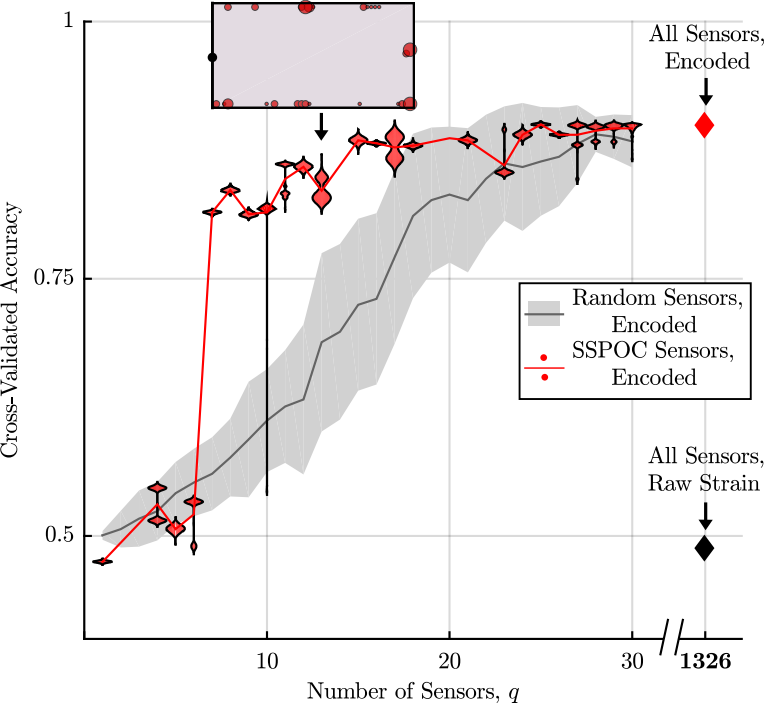 1
All Sensors,
Encoded
0.75
Cross-Validated Accuracy
Random Sensors,
Encoded
SSPOC Sensors,
Encoded
All Sensors,
Raw Strain
0.5
10
20
30
1326
Number of Sensors, q